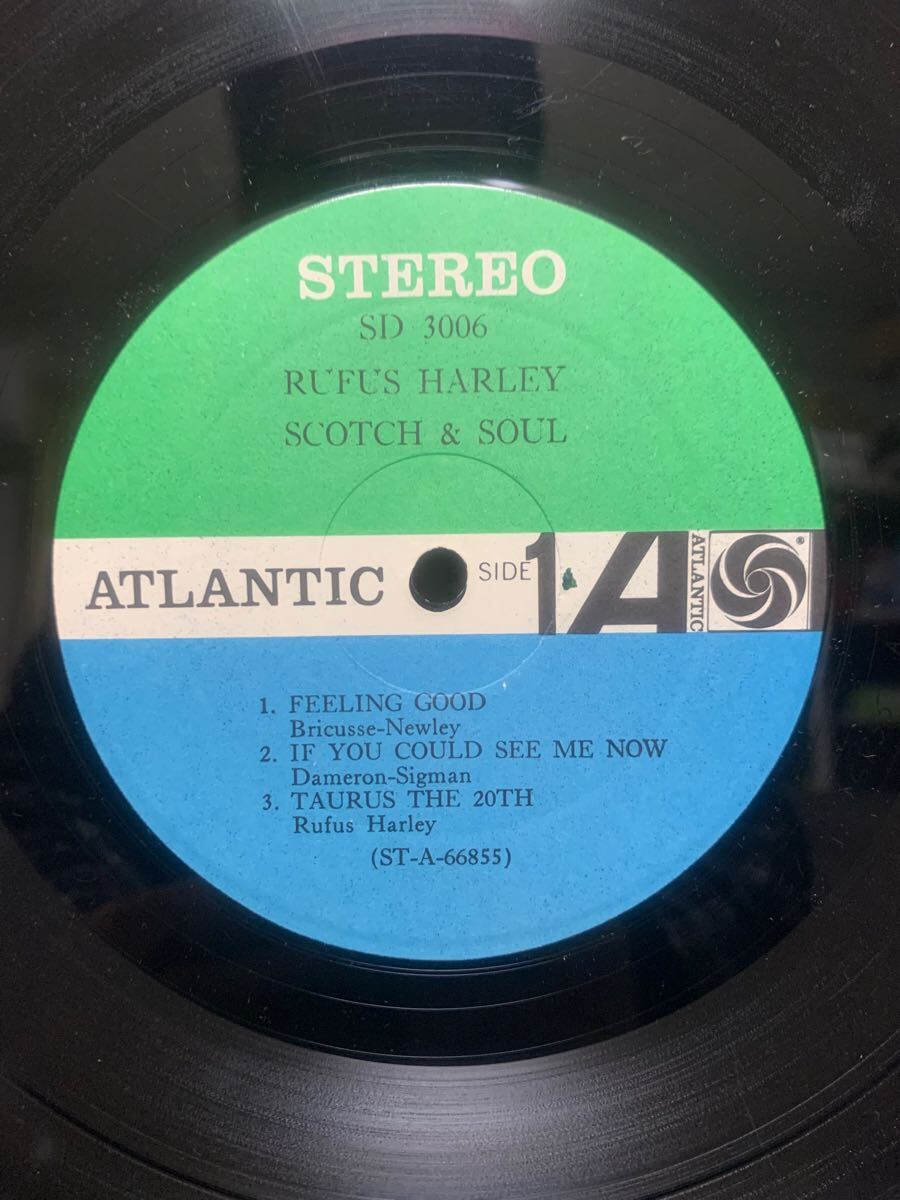 STEREO
SD 3006
RUFUS HARLEY
SCOTCH & SOUL
ATLANTIC
SIDE 1
A
ATLANTIC
®
1. FEELING GOOD
Bricusse-Newley
2. IF YOU COULD SEE ME NOW
Dameron-Sigman
3. TAURUS THE 20TH
Rufus Harley
(ST-A-66855)